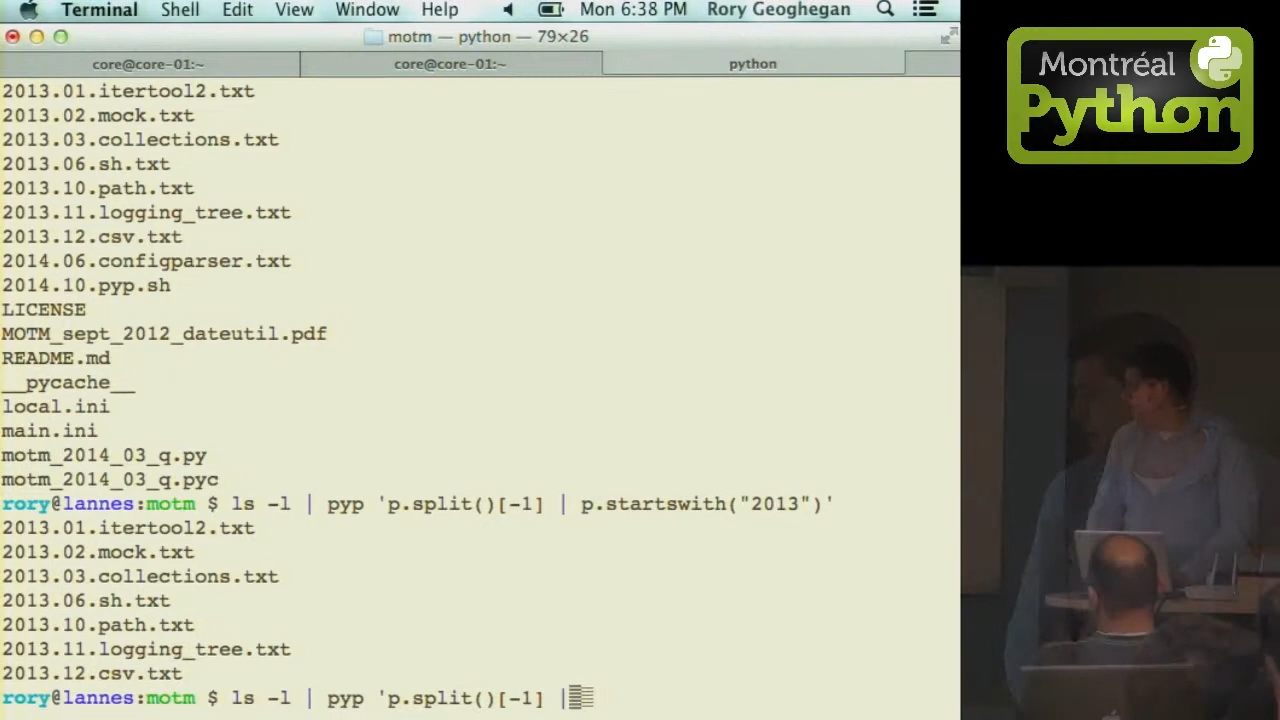 Terminal Shell Edit View Window Help Mon 6:38 PM Rory Geoghegan
motm — python — 79×26
core@core-01:~ core@core-01:~ python
2013.01.itertool2.txt
2013.02.mock.txt
2013.03.collections.txt
2013.06.sh.txt
2013.10.path.txt
2013.11.logging_tree.txt
2013.12.csv.txt
2014.06.configparser.txt
2014.10.pyp.sh
LICENSE
MOTM_sept_2012_dateutil.pdf
README.md
__pycache__
local.ini
main.ini
motm_2014_03_q.py
motm_2014_03_q.pyc
rory@lannes:motm $ ls -l | pyp 'p.split()[-1] | p.startswith("2013")'
2013.01.itertool2.txt
2013.02.mock.txt
2013.03.collections.txt
2013.06.sh.txt
2013.10.path.txt
2013.11.logging_tree.txt
2013.12.csv.txt
rory@lannes:motm $ ls -l | pyp 'p.split()[-1] |
Montréal
Python